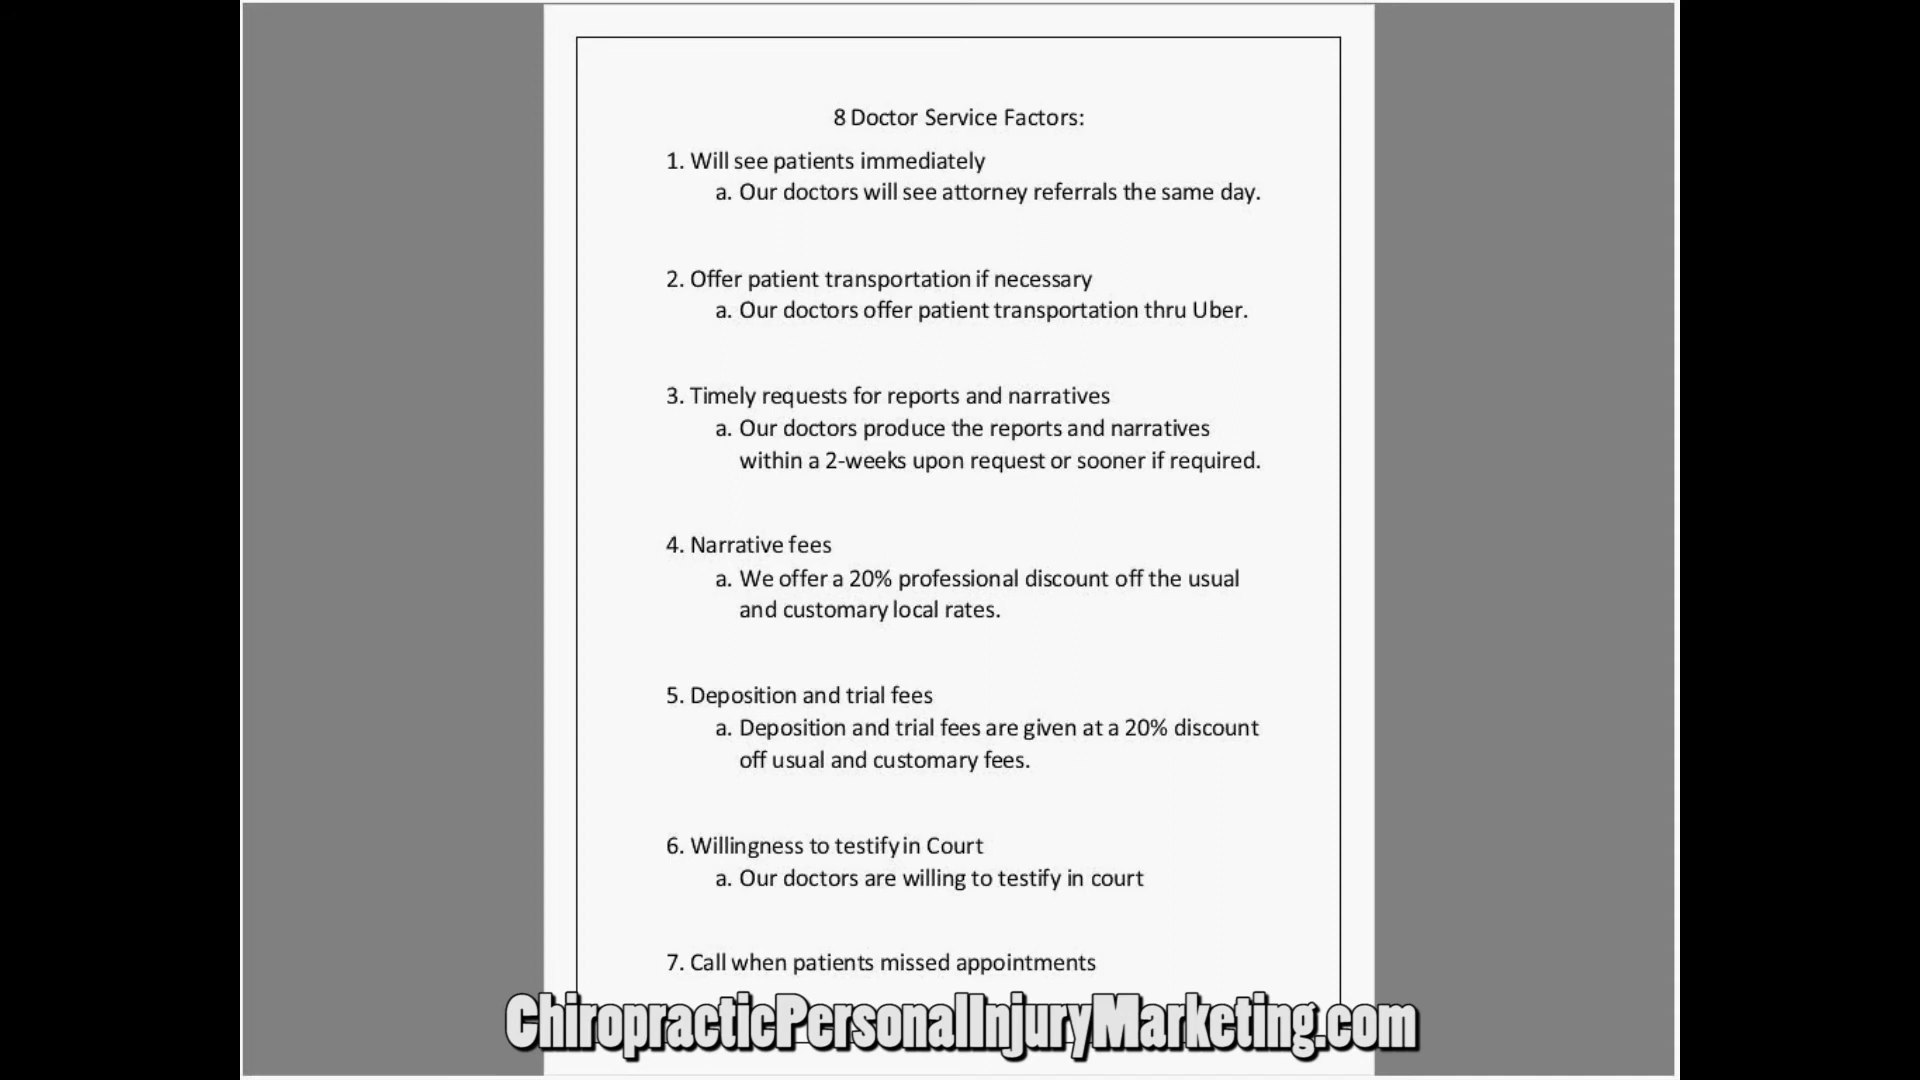 8 Doctor Service Factors:
1. Will see patients immediately
a. Our doctors will see attorney referrals the same day.
2. Offer patient transportation if necessary
a. Our doctors offer patient transportation thru Uber.
3. Timely requests for reports and narratives
a. Our doctors produce the reports and narratives
within a 2-weeks upon request or sooner if required.
4. Narrative fees
a. We offer a 20% professional discount off the usual
and customary local rates.
5. Deposition and trial fees
a. Deposition and trial fees are given at a 20% discount
off usual and customary fees.
6. Willingness to testify in Court
a. Our doctors are willing to testify in court
7. Call when patients missed appointments
ChiropracticPersonalInjuryMarketing.com